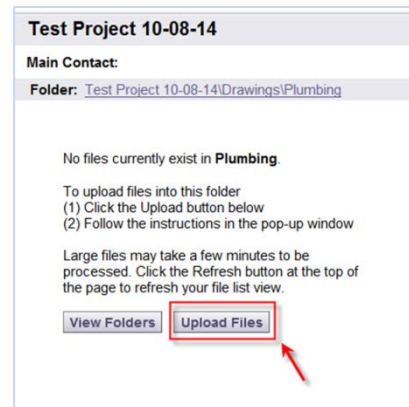 Test Project 10-08-14
Main Contact:
Folder: Test Project 10-08-14\Drawings\Plumbing
No files currently exist in Plumbing.
To upload files into this folder
(1) Click the Upload button below
(2) Follow the instructions in the pop-up window
Large files may take a few minutes to be
processed. Click the Refresh button at the top of
the page to refresh your file list view.
View Folders Upload Files